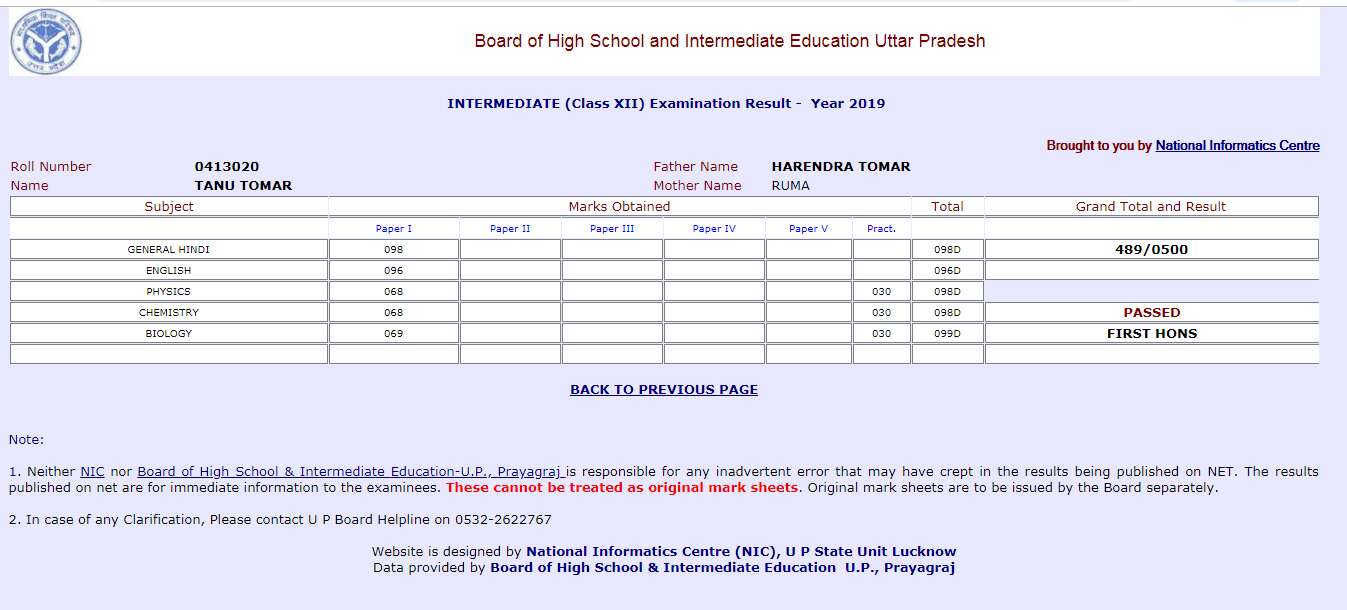 Board of High School and Intermediate Education Uttar Pradesh
INTERMEDIATE (Class XII) Examination Result - Year 2019
Brought to you by National Informatics Centre
Roll Number 0413020 Father Name HARENDRA TOMAR
Name TANU TOMAR Mother Name RUMA
Subject Marks Obtained Total Grand Total and Result
Paper I Paper II Paper III Paper IV Paper V Pract.
GENERAL HINDI 098 098D 489/0500
ENGLISH 096 096D
PHYSICS 068 030 098D
CHEMISTRY 068 030 098D PASSED
BIOLOGY 069 030 099D FIRST HONS
BACK TO PREVIOUS PAGE
Note:
1. Neither NIC nor Board of High School & Intermediate Education-U.P., Prayagraj is responsible for any inadvertent error that may have crept in the results being published on NET. The results
published on net are for immediate information to the examinees. These cannot be treated as original mark sheets. Original mark sheets are to be issued by the Board separately.
2. In case of any Clarification, Please contact U P Board Helpline on 0532-2622767
Website is designed by National Informatics Centre (NIC), U P State Unit Lucknow
Data provided by Board of High School & Intermediate Education U.P., Prayagraj